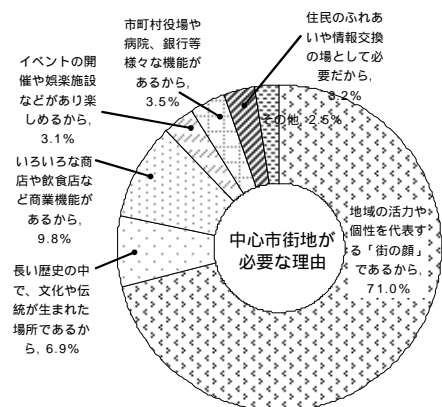 市町村役場や
病院、銀行等
様々な機能が
あるから,
3.5%
住民のふれあ
いや情報交換
の場として必
要だから,
3.2%
イベントの開
催や娯楽施設
などがあり楽
しめるから,
3.1%
その他, 2.5%
いろいろな商
店や飲食店な
ど商業機能が
あるから,
9.8%
中心市街地が
必要な理由
地域の活力や
個性を代表す
る「街の顔」
であるから,
71.0%
長い歴史の中
で、文化や伝
統が生まれた
場所であるか
ら, 6.9%